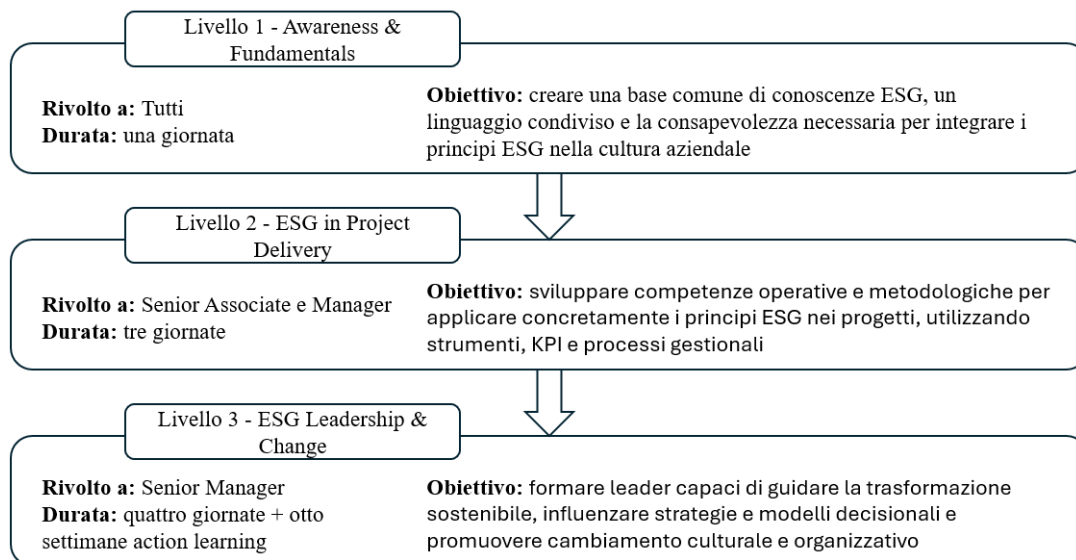 Livello 1 - Awareness &
Fundamentals
Rivolto a: Tutti
Durata: una giornata
Obiettivo: creare una base comune di conoscenze ESG, un
linguaggio condiviso e la consapevolezza necessaria per integrare i
principi ESG nella cultura aziendale
Livello 2 - ESG in Project
Delivery
Rivolto a: Senior Associate e Manager
Durata: tre giornate
Obiettivo: sviluppare competenze operative e metodologiche per
applicare concretamente i principi ESG nei progetti, utilizzando
strumenti, KPI e processi gestionali
Livello 3 - ESG Leadership &
Change
Rivolto a: Senior Manager
Durata: quattro giornate + otto
settimane action learning
Obiettivo: formare leader capaci di guidare la trasformazione
sostenibile, influenzare strategie e modelli decisionali e
promuovere cambiamento culturale e organizzativo